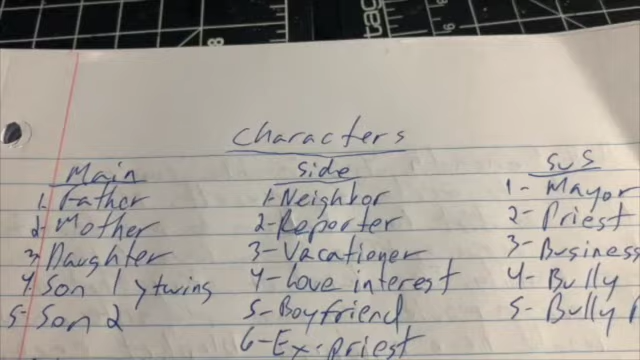 Characters
Main
1. Father
2. Mother
3. Daughter
4. Son 1 > twins
5- Son 2
Side
1. Neighbor
2- Reporter
3- Vacationer
4- Love interest
5- Boyfriend
6- Ex-priest
SUS
1- Mayor
2- Priest
3- Business
4- Bully
5- Bully